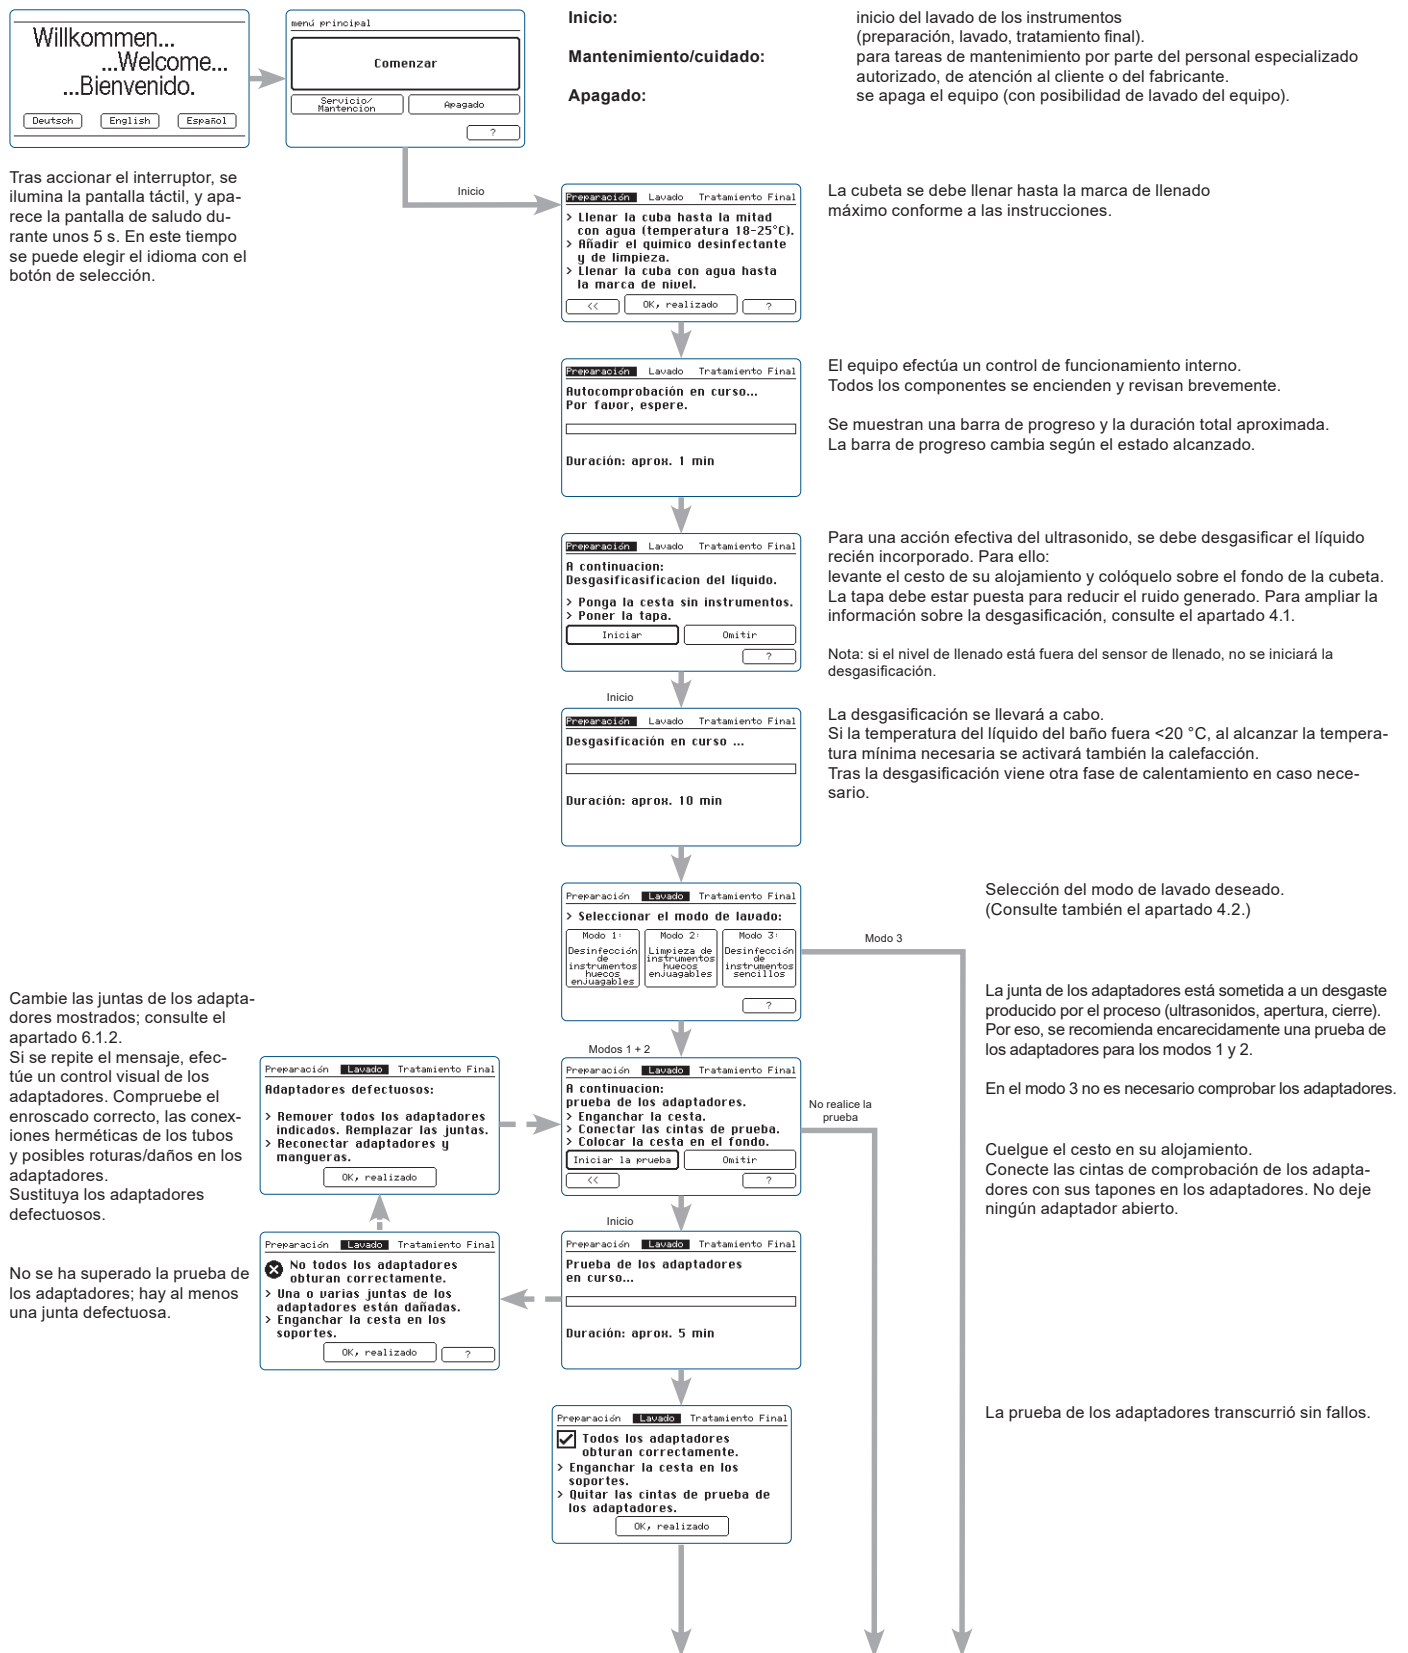 Willkommen...
...Welcome...
...Bienvenido.
Deutsch English Español
menú principal
Comenzar
Servicio/
Mantencion
Apagado
?
Inicio: inicio del lavado de los instrumentos
(preparación, lavado, tratamiento final).
Mantenimiento/cuidado: para tareas de mantenimiento por parte del personal especializado
autorizado, de atención al cliente o del fabricante.
Apagado: se apaga el equipo (con posibilidad de lavado del equipo).
Tras accionar el interruptor, se
ilumina la pantalla táctil, y apa-
rece la pantalla de saludo du-
rante unos 5 s. En este tiempo
se puede elegir el idioma con el
botón de selección.
Inicio
Preparación Lavado Tratamiento Final
> Llenar la cuba hasta la mitad
con agua (temperatura 18-25°C).
> Añadir el quimico desinfectante
y de limpieza.
> Llenar la cuba con agua hasta
la marca de nivel.
<< OK, realizado ?
La cubeta se debe llenar hasta la marca de llenado
máximo conforme a las instrucciones.
Preparación Lavado Tratamiento Final
Autocomprobación en curso...
Por favor, espere.
Duración: aprox. 1 min
El equipo efectúa un control de funcionamiento interno.
Todos los componentes se encienden y revisan brevemente.
Se muestran una barra de progreso y la duración total aproximada.
La barra de progreso cambia según el estado alcanzado.
Preparación Lavado Tratamiento Final
A continuacion:
Desgasificasificacion del liquido.
> Ponga la cesta sin instrumentos.
> Poner la tapa.
Iniciar Omitir
?
Para una acción efectiva del ultrasonido, se debe desgasificar el líquido
recién incorporado. Para ello:
levante el cesto de su alojamiento y colóquelo sobre el fondo de la cubeta.
La tapa debe estar puesta para reducir el ruido generado. Para ampliar la
información sobre la desgasificación, consulte el apartado 4.1.
Nota: si el nivel de llenado está fuera del sensor de llenado, no se iniciará la
desgasificación.
Inicio
Preparación Lavado Tratamiento Final
Desgasificación en curso ...
Duración: aprox. 10 min
La desgasificación se llevará a cabo.
Si la temperatura del líquido del baño fuera <20 °C, al alcanzar la tempera-
tura mínima necesaria se activará también la calefacción.
Tras la desgasificación viene otra fase de calentamiento en caso nece-
sario.
Preparación Lavado Tratamiento Final
> Seleccionar el modo de lavado:
Modo 1:
Desinfección
de
instrumentos
huecos
enjuagables
Modo 2:
Limpieza de
instrumentos
huecos
enjuagables
Modo 3:
Desinfección
de
instrumentos
sencillos
?
Modo 3
Selección del modo de lavado deseado.
(Consulte también el apartado 4.2.)
La junta de los adaptadores está sometida a un desgaste
producido por el proceso (ultrasonidos, apertura, cierre).
Por eso, se recomienda encarecidamente una prueba de
los adaptadores para los modos 1 y 2.
En el modo 3 no es necesario comprobar los adaptadores.
Cambie las juntas de los adapta-
dores mostrados; consulte el
apartado 6.1.2.
Si se repite el mensaje, efec-
túe un control visual de los
adaptadores. Compruebe el
enroscado correcto, las conex-
iones herméticas de los tubos
y posibles roturas/daños en los
adaptadores.
Sustituya los adaptadores
defectuosos.
Preparación Lavado Tratamiento Final
Adaptadores defectuosos:
> Remover todos los adaptadores
indicados. Remplazar las juntas.
> Reconectar adaptadores y
mangueras.
OK, realizado
Modos 1 + 2
Preparación Lavado Tratamiento Final
A continuacion:
prueba de los adaptadores.
> Enganchar la cesta.
> Conectar las cintas de prueba.
> Colocar la cesta en el fondo.
Iniciar la prueba Omitir
<< ?
No realice la
prueba
Cuelgue el cesto en su alojamiento.
Conecte las cintas de comprobación de los adapta-
dores con sus tapones en los adaptadores. No deje
ningún adaptador abierto.
No se ha superado la prueba de
los adaptadores; hay al menos
una junta defectuosa.
Preparación Lavado Tratamiento Final
No todos los adaptadores
obturan correctamente.
> Una o varias juntas de los
adaptadores están dañadas.
> Enganchar la cesta en los
soportes.
OK, realizado ?
Inicio
Preparación Lavado Tratamiento Final
Prueba de los adaptadores
en curso...
Duración: aprox. 5 min
Preparación Lavado Tratamiento Final
Todos los adaptadores
obturan correctamente.
> Enganchar la cesta en los
soportes.
> Quitar las cintas de prueba de
los adaptadores.
OK, realizado
La prueba de los adaptadores transcurrió sin fallos.